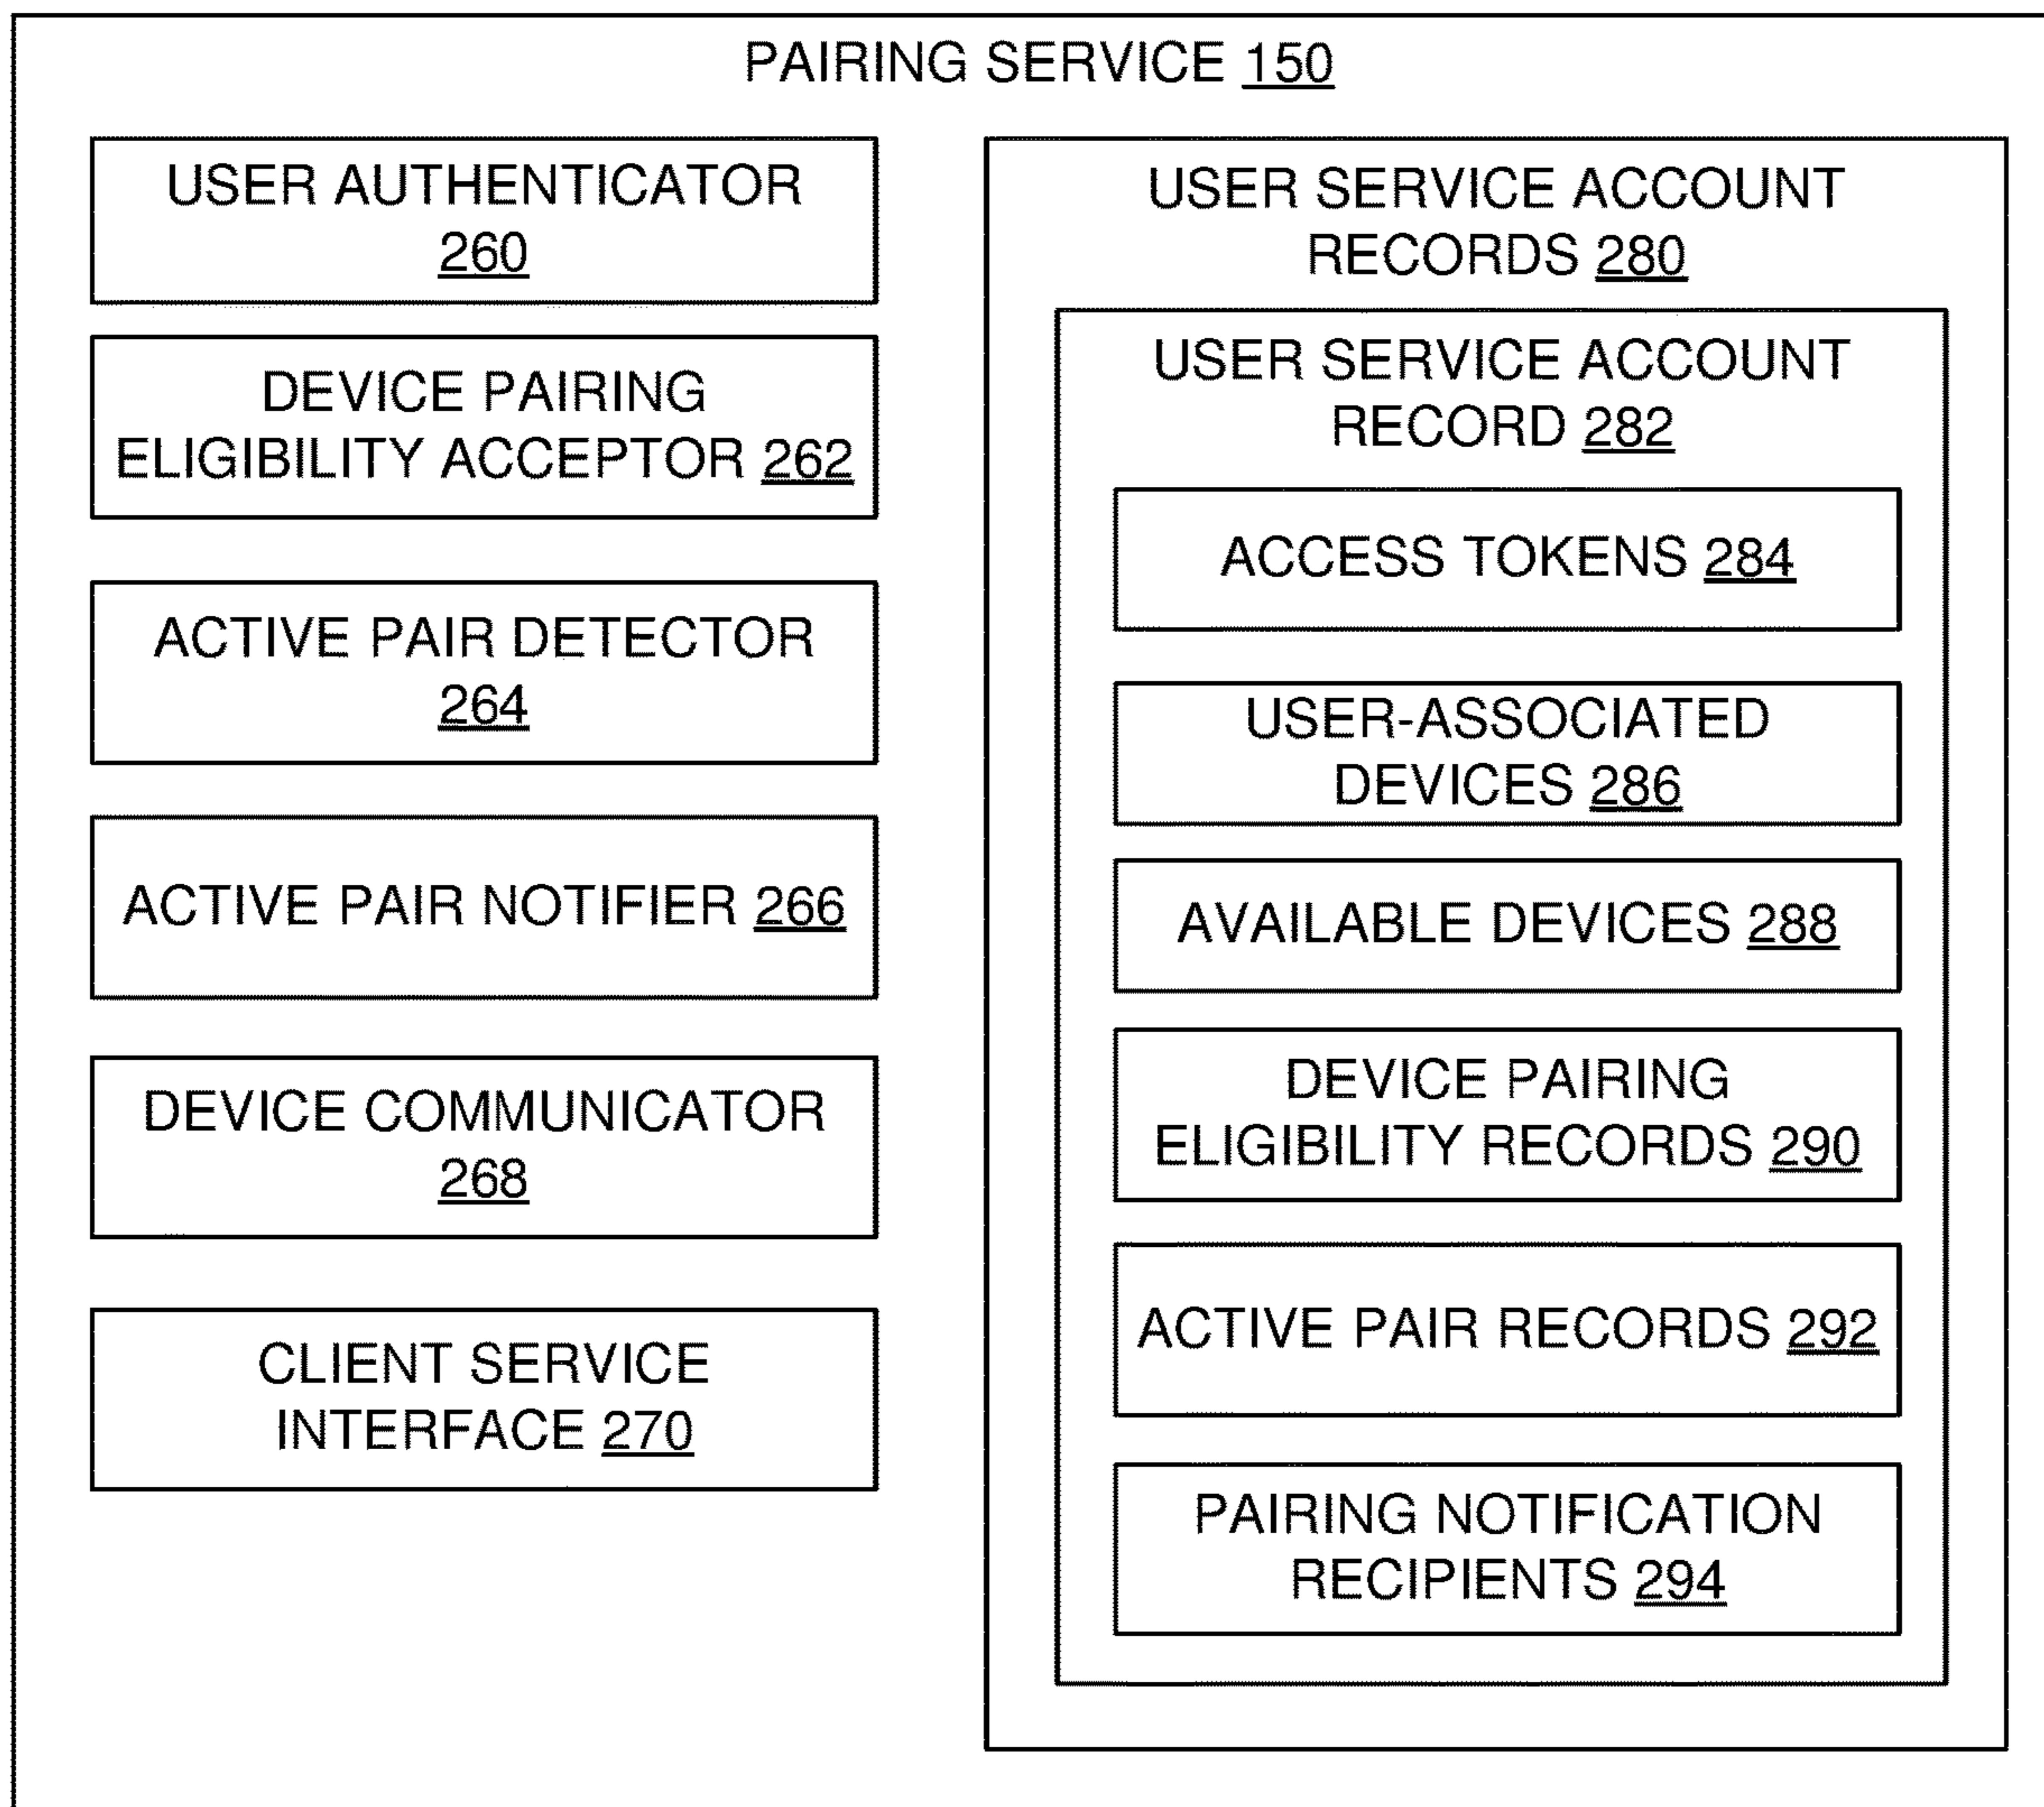 PAIRING SERVICE 150
USER AUTHENTICATOR
260
DEVICE PAIRING
ELIGIBILITY ACCEPTOR 262
ACTIVE PAIR DETECTOR
264
ACTIVE PAIR NOTIFIER 266
DEVICE COMMUNICATOR
268
CLIENT SERVICE
INTERFACE 270
USER SERVICE ACCOUNT
RECORDS 280
USER SERVICE ACCOUNT
RECORD 282
ACCESS TOKENS 284
USER-ASSOCIATED
DEVICES 286
AVAILABLE DEVICES 288
DEVICE PAIRING
ELIGIBILITY RECORDS 290
ACTIVE PAIR RECORDS 292
PAIRING NOTIFICATION
RECIPIENTS 294